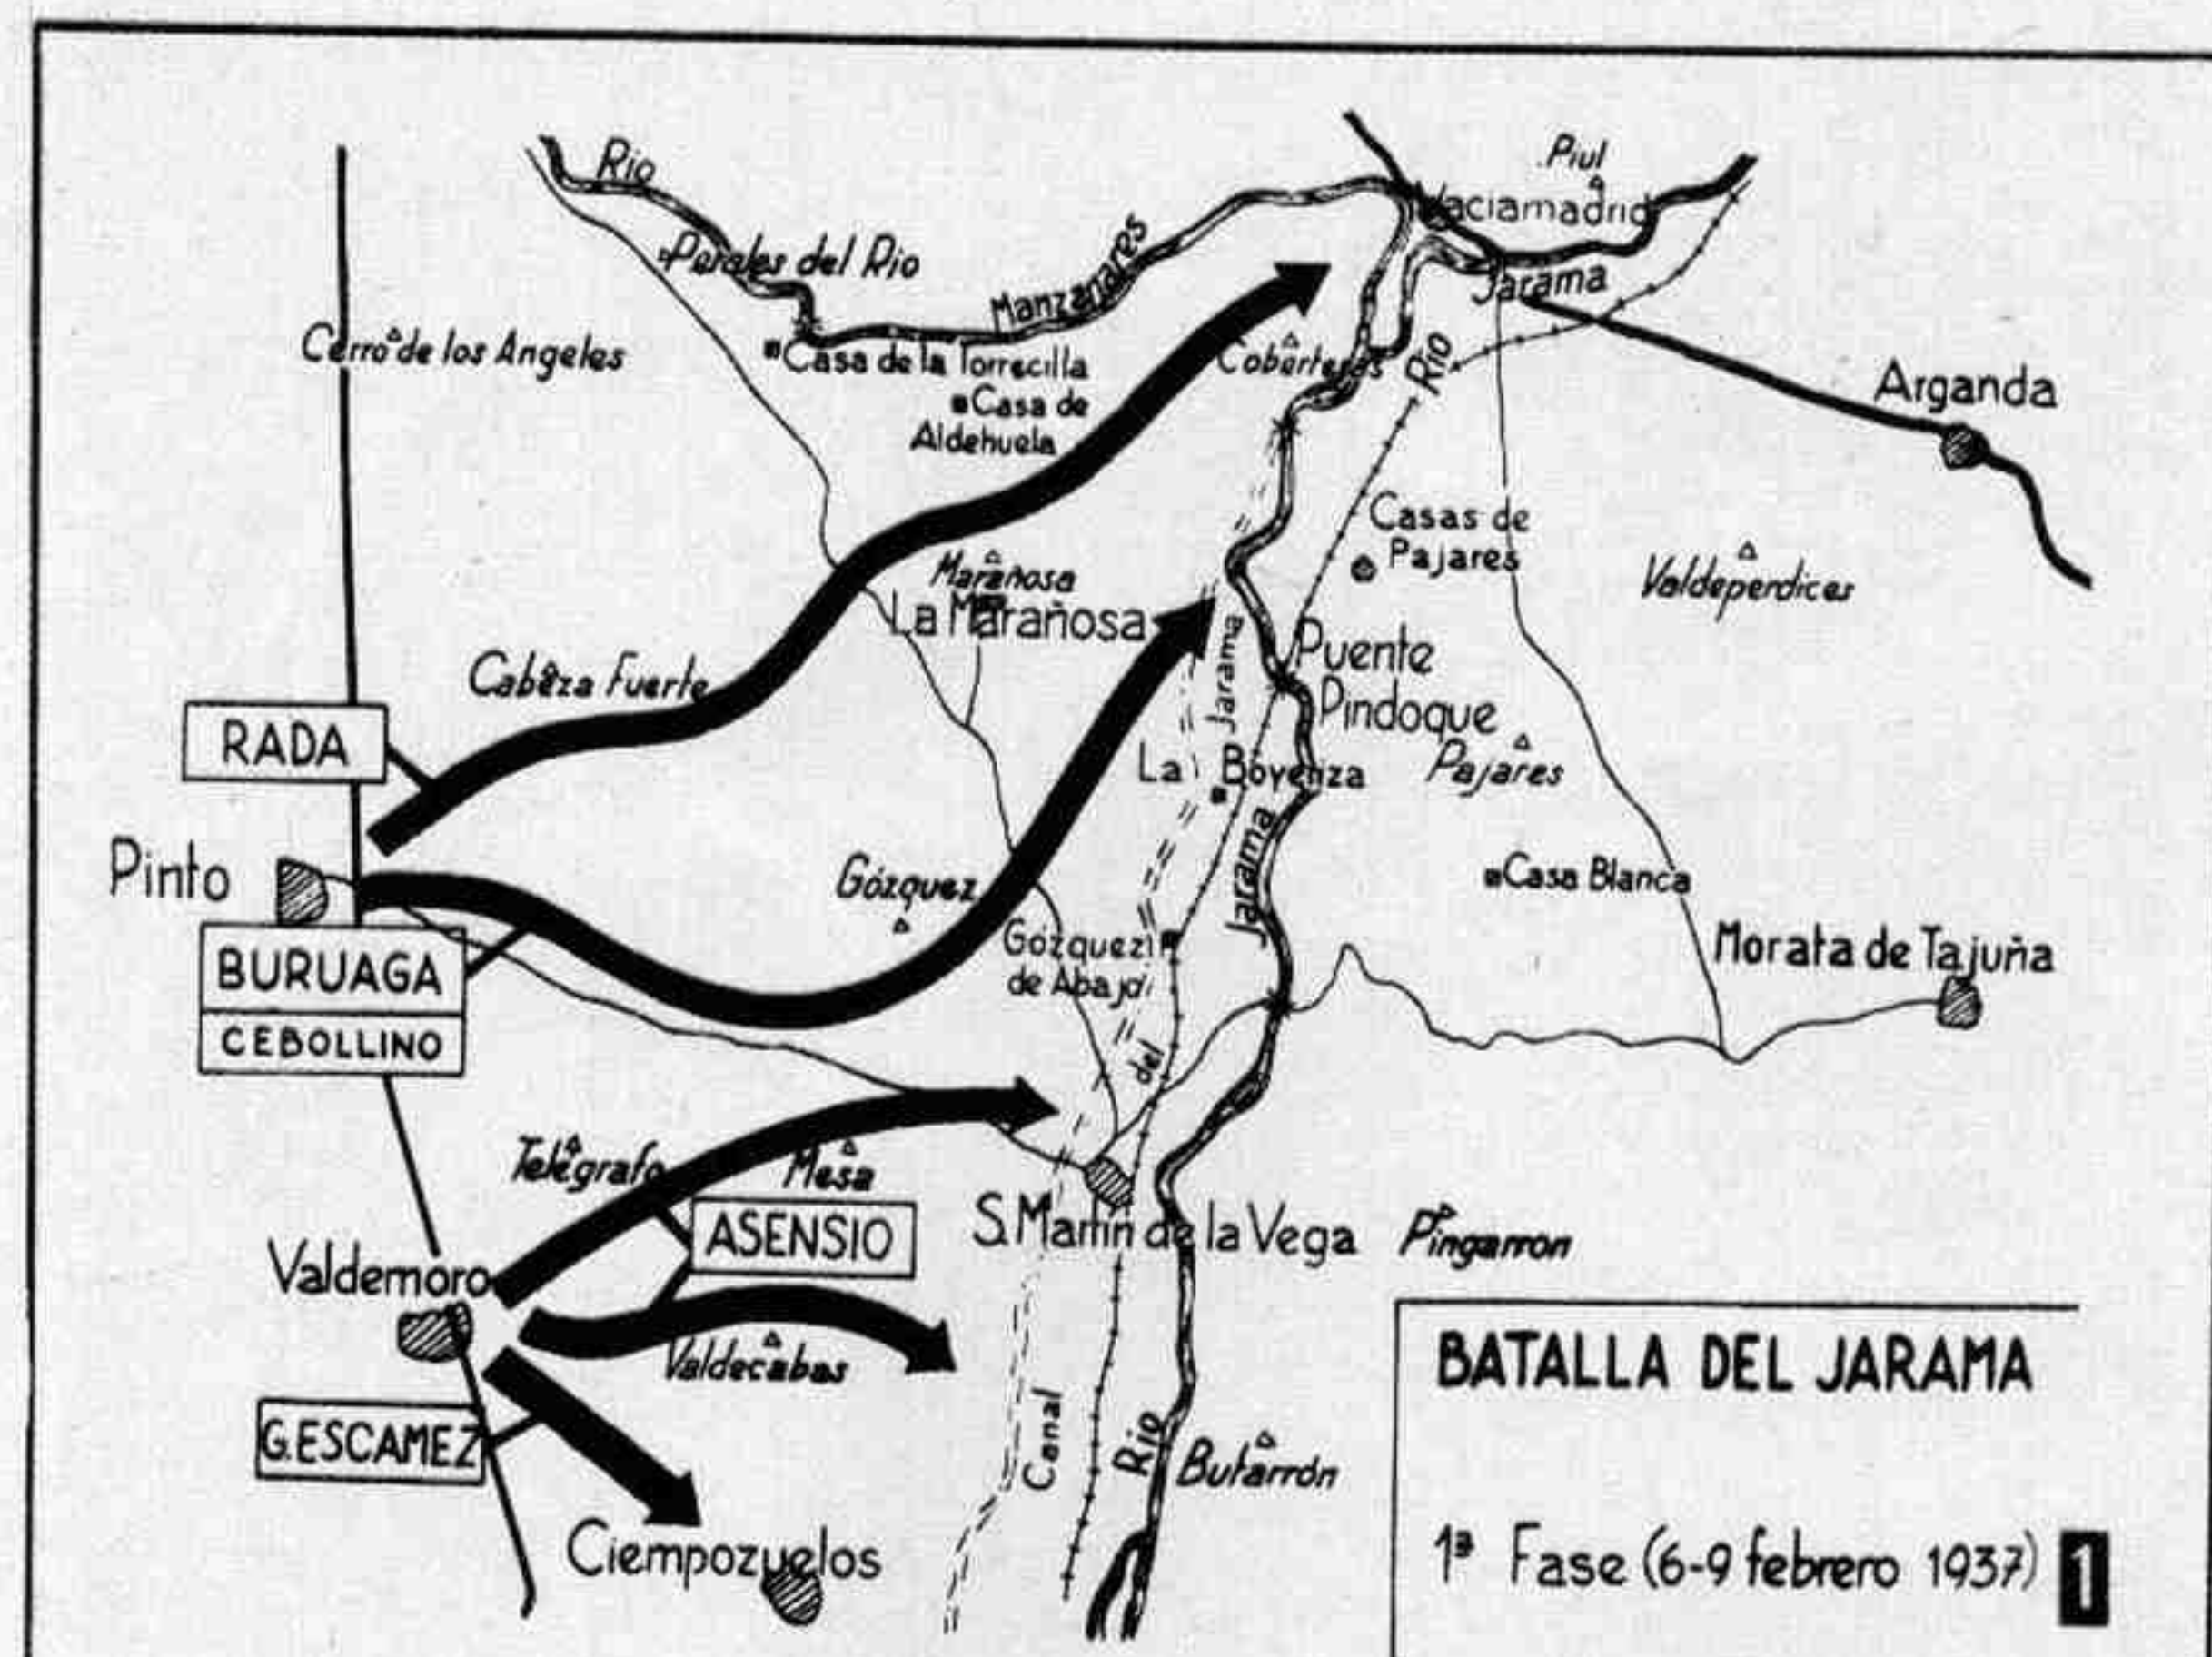 Rio
Piul
Vaciamadrid
Perales del Rio
Manzanares
Jarama
Cerro de los Angeles
Casa de la Torrecilla
Coberteras
Rio
Casa de
Aldehuela
Arganda
Casas de
Pajares
Marañosa
La Marañosa
Valdeperdices
Cabeza Fuerte
Jarama
Puente
Pindoque
RADA
La Boyeriza
Pajares
Pinto
Gózquez
Jarama
Casa Blanca
BURUAGA
CEBOLLINO
Gózquez
de Abajo
Morata de Tajuña
del
Telégrafo
Mesa
ASENSIO
S. Martin de la Vega
Pingarron
Valdemoro
Valdecabas
G.ESCAMEZ
Canal
Rio
Butarrón
Ciempozuelos
BATALLA DEL JARAMA
1ª Fase (6-9 febrero 1937) 1